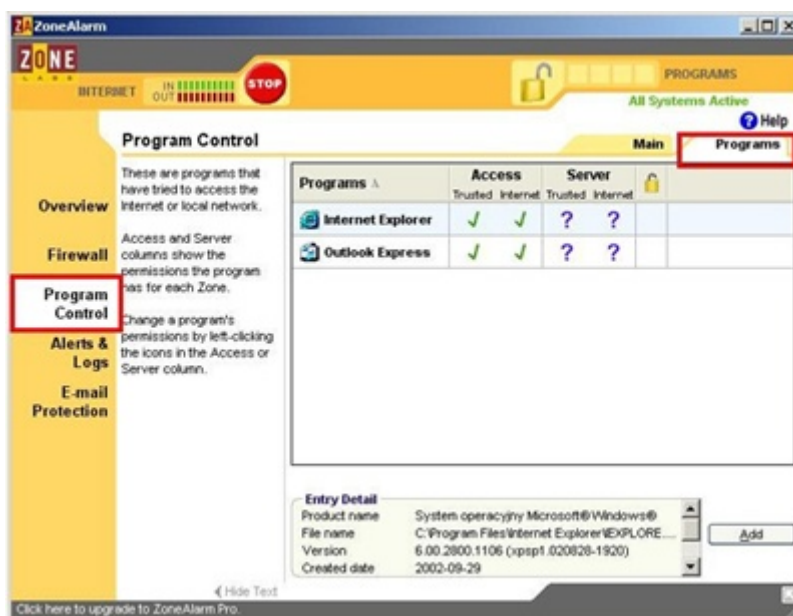 ZoneAlarm
ZONE
LABS
INTERNET
IN
OUT
STOP
PROGRAMS
All Systems Active
Help
Program Control
Main
Programs
Overview
Firewall
Program
Control
Alerts &
Logs
E-mail
Protection
These are programs that
have tried to access the
Internet or local network.
Access and Server
columns show the
permissions the program
has for each Zone.
Change a program's
permissions by left-clicking
the icons in the Access or
Server column.
Programs Access Server
Trusted Internet Trusted Internet
Internet Explorer ? ?
Outlook Express ? ?
Entry Detail
Product name System operacyjny Microsoft® Windows®
File name C:\Program Files\Internet Explorer\IEXPLORE....
Version 6.00.2800.1106 (xpsp1.020828-1920)
Created date 2002-09-29
Add
Hide Text
Click here to upgrade to ZoneAlarm Pro.